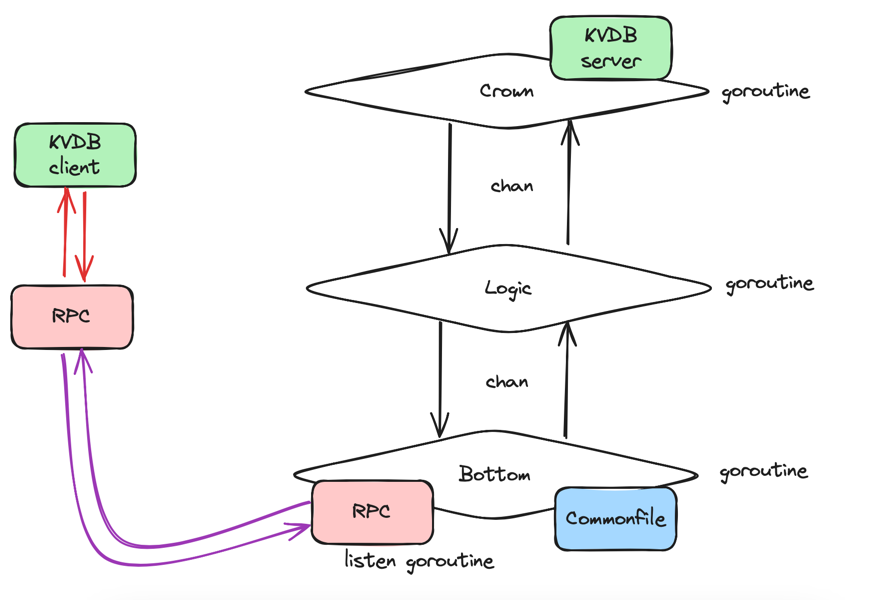 KVDB
server
Crown
goroutine
KVDB
client
chan
Logic
goroutine
RPC
chan
Bottom
goroutine
RPC
Commonfile
listen goroutine